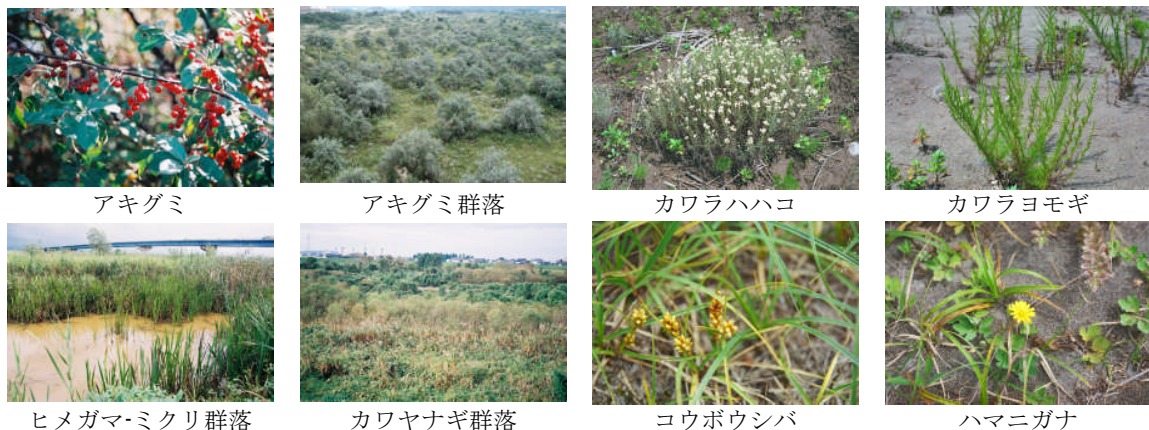 アキグミ
アキグミ群落
カワラハハコ
カワラヨモギ
ヒメガマ-ミクリ群落
カワヤナギ群落
コウボウシバ
ハマニガナ